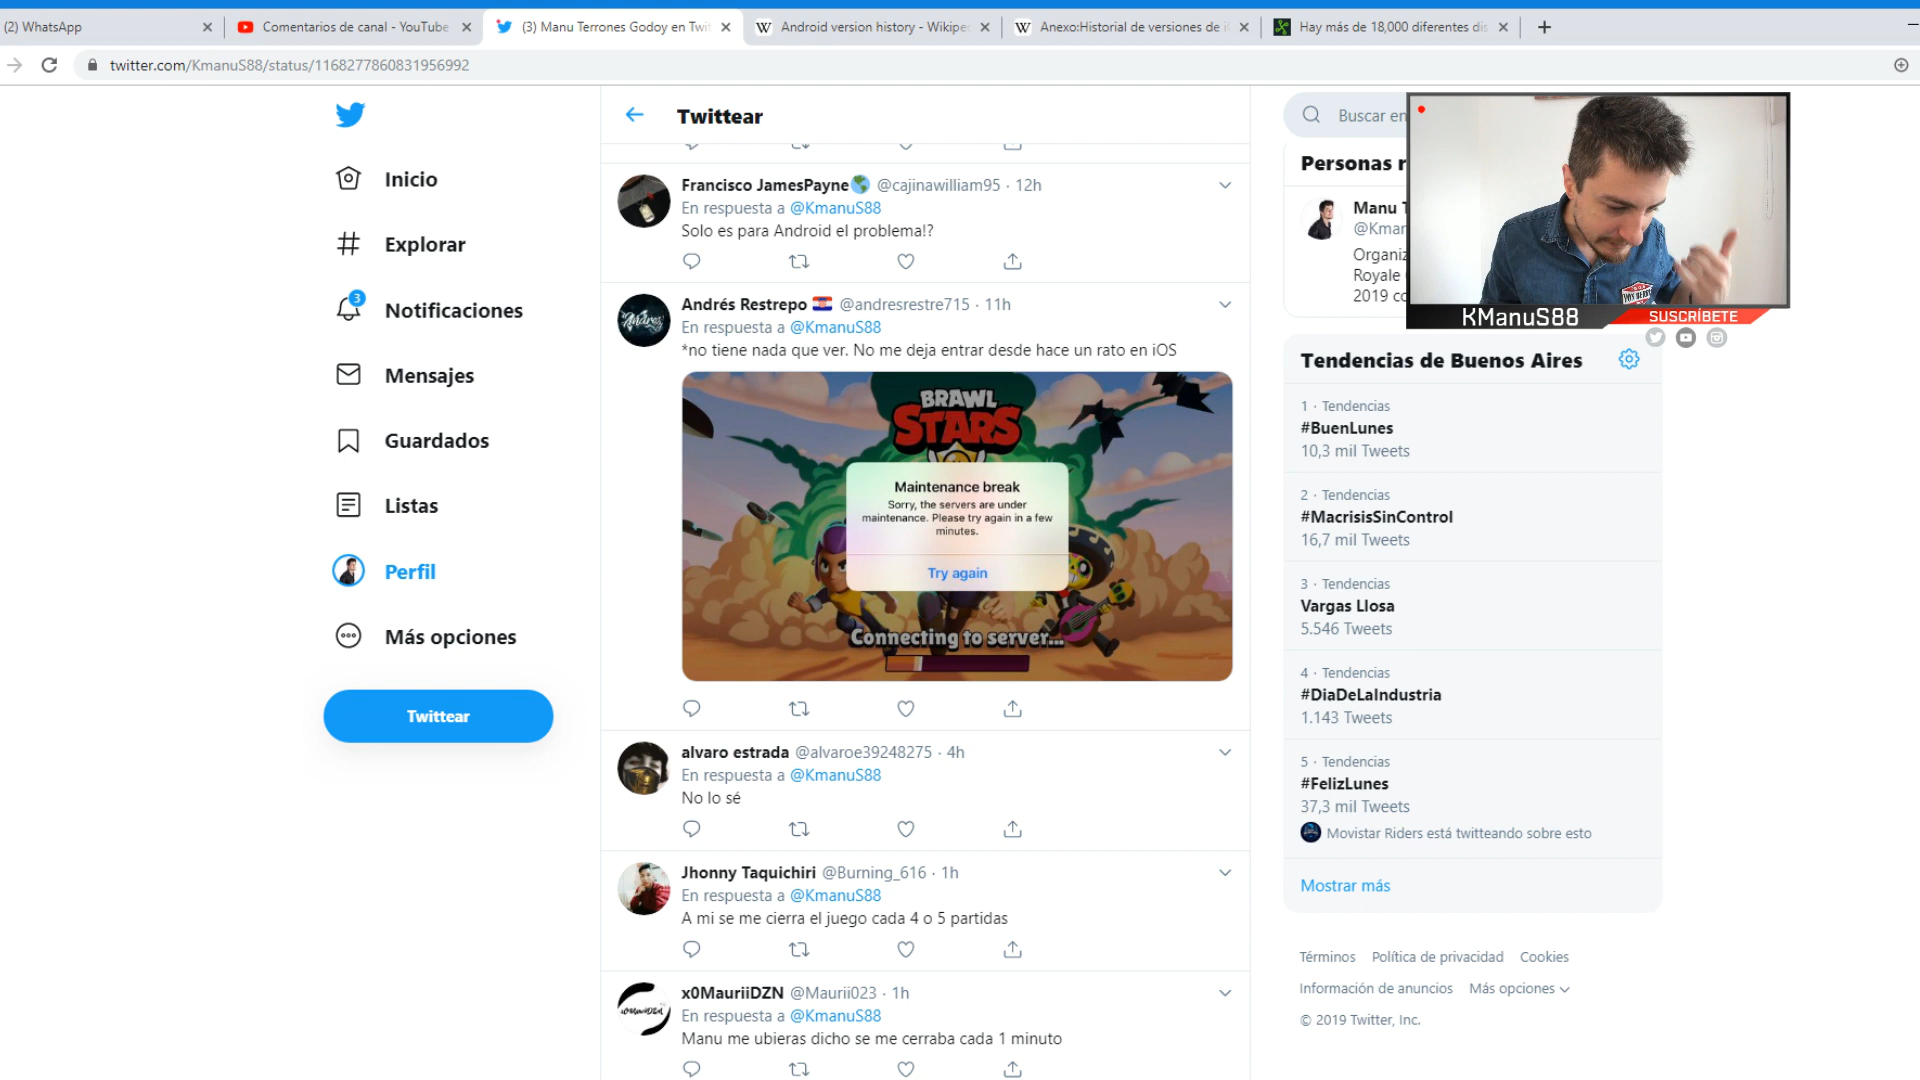 (2) WhatsApp
Comentarios de canal - YouTube
(3) Manu Terrones Godoy en Twit
Android version history - Wikipe
Anexo:Historial de versiones de i
Hay más de 18,000 diferentes dis
twitter.com/KmanuS88/status/1168277860831956992
Inicio
Explorar
3
Notificaciones
Mensajes
Guardados
Listas
Perfil
Más opciones
Twittear
Twittear
Francisco JamesPayne @cajinawilliam95 · 12h
En respuesta a @KmanuS88
Solo es para Android el problema!?
Andrés Restrepo @andresrestre715 · 11h
En respuesta a @KmanuS88
*no tiene nada que ver. No me deja entrar desde hace un rato en iOS
BRAWL
STARS
Maintenance break
Sorry, the servers are under
maintenance. Please try again in a few
minutes.
Try again
Connecting to server...
alvaro estrada @alvaroe39248275 · 4h
En respuesta a @KmanuS88
No lo sé
Jhonny Taquichiri @Burning_616 · 1h
En respuesta a @KmanuS88
A mi se me cierra el juego cada 4 o 5 partidas
x0MauriiDZN @Maurii023 · 1h
En respuesta a @KmanuS88
Manu me ubieras dicho se me cerraba cada 1 minuto
Buscar en
Personas r
Manu T
@Kmar
Organiz
Royale
2019 co
KManuS88
SUSCRÍBETE
Tendencias de Buenos Aires
1 · Tendencias
#BuenLunes
10,3 mil Tweets
2 · Tendencias
#MacrisisSinControl
16,7 mil Tweets
3 · Tendencias
Vargas Llosa
5.546 Tweets
4 · Tendencias
#DiaDeLaIndustria
1.143 Tweets
5 · Tendencias
#FelizLunes
37,3 mil Tweets
Movistar Riders está twitteando sobre esto
Mostrar más
Términos Política de privacidad Cookies
Información de anuncios Más opciones
© 2019 Twitter, Inc.